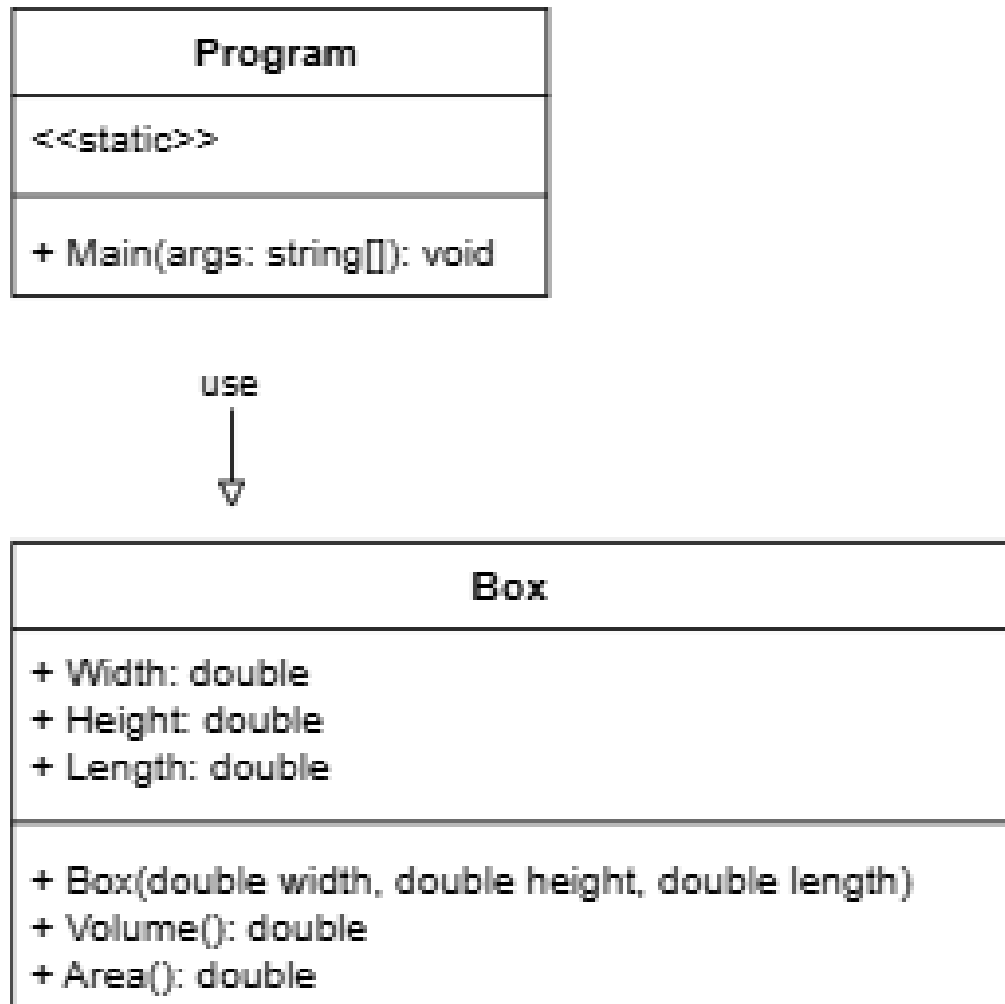 Program
<<static>>
+ Main(args: string[]): void
use
Box
+ Width: double
+ Height: double
+ Length: double
+ Box(double width, double height, double length)
+ Volume(): double
+ Area(): double